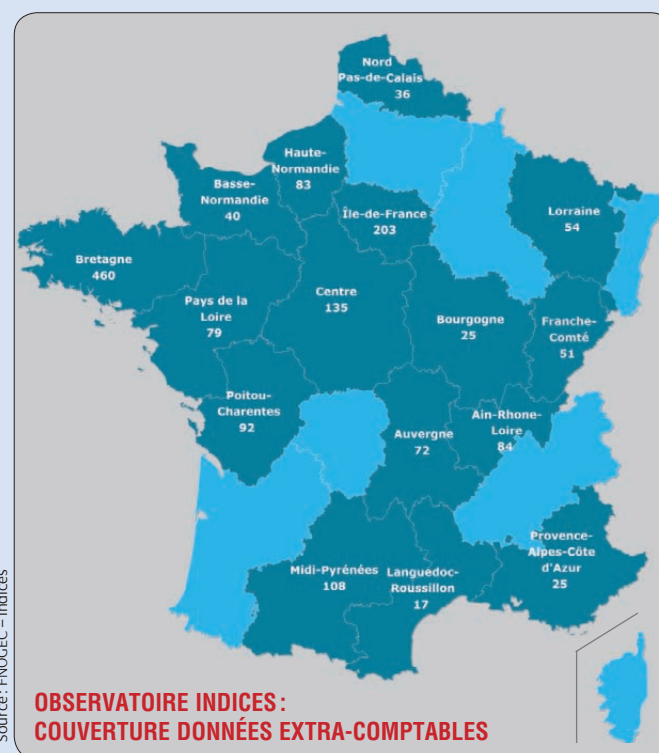 Nord
Pas-de-Calais
36
Haute-
Normandie
83
Basse-
Normandie
40
Île-de-France
203
Lorraine
54
Bretagne
460
Pays de la
Loire
79
Centre
135
Bourgogne
25
Franche-
Comté
51
Poitou-
Charentes
92
Auvergne
72
Ain-Rhone-
Loire
84
Provence-
Alpes-Côte
d'Azur
25
Midi-Pyrénées
108
Languedoc-
Roussillon
17
Source : FNOGEC – Indices
OBSERVATOIRE INDICES :
COUVERTURE DONNÉES EXTRA-COMPTABLES